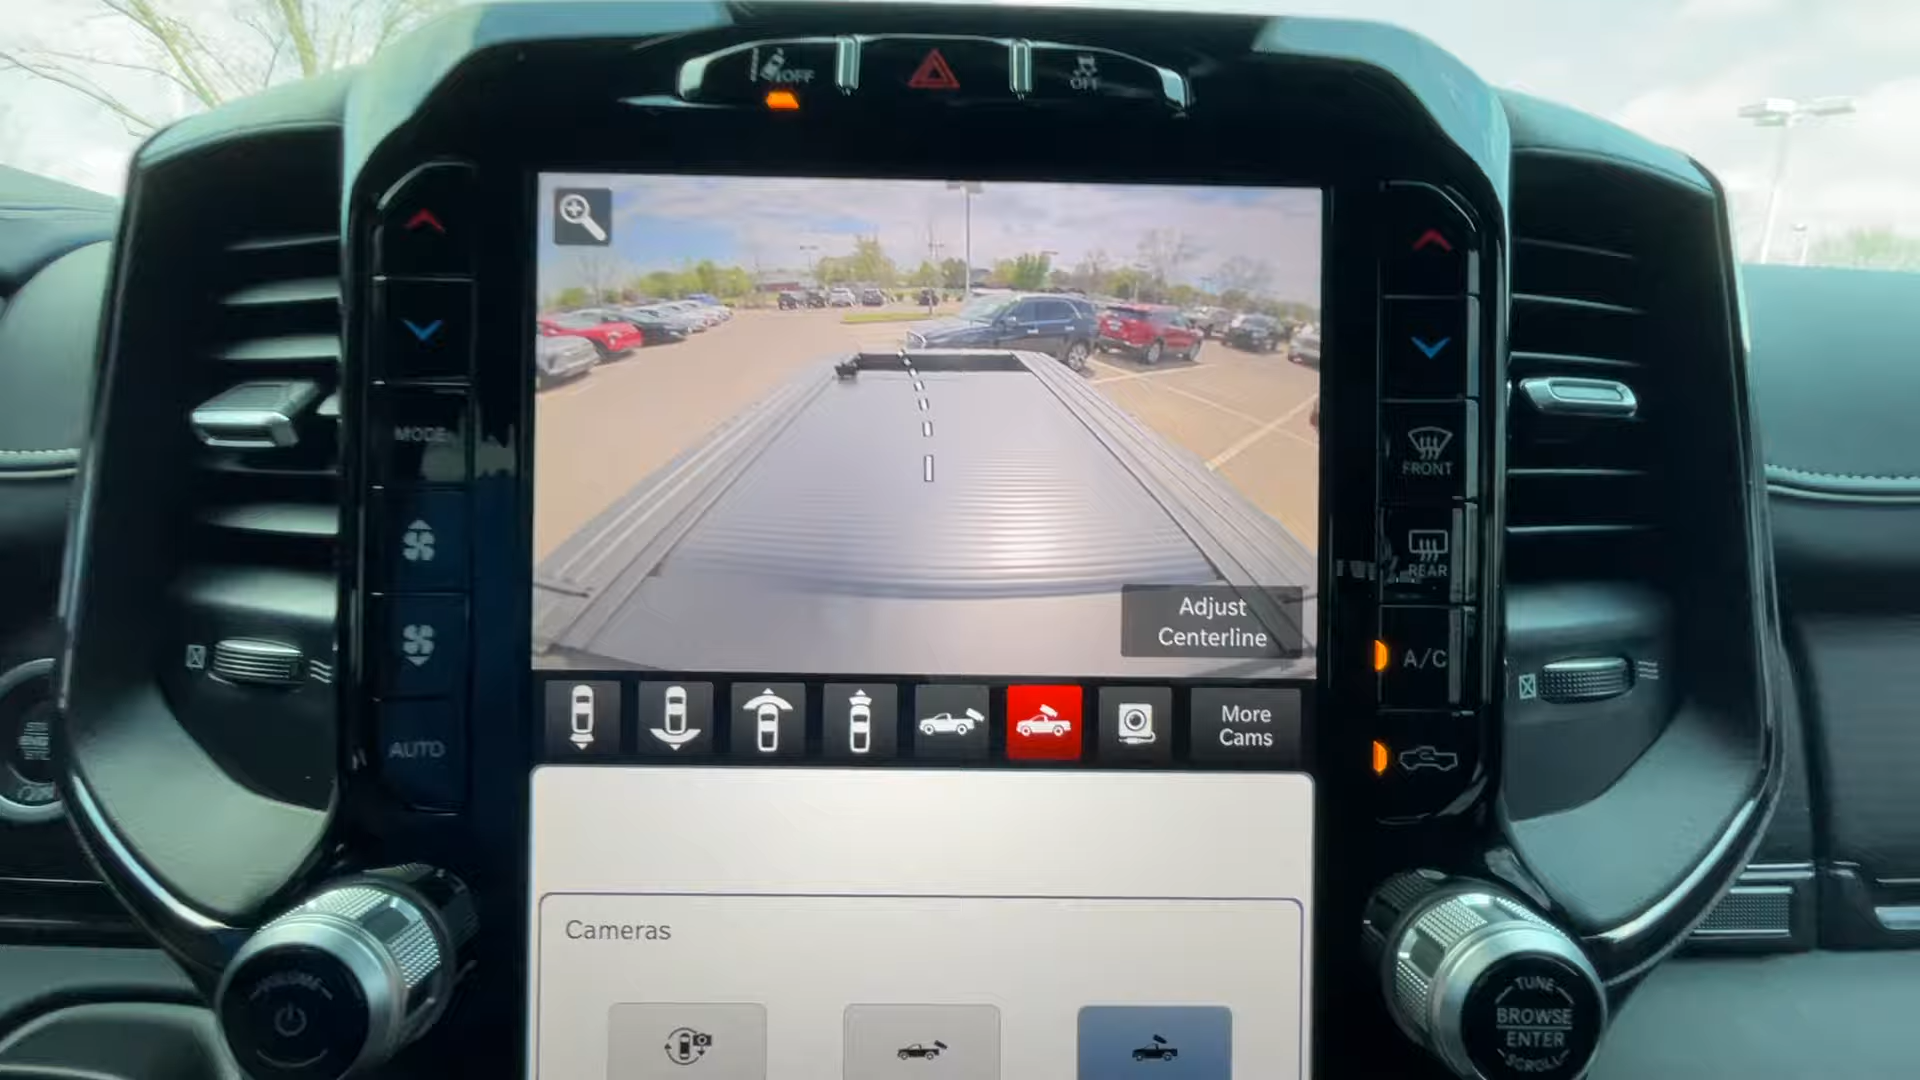 OFF
OFF
MODE
FRONT
REAR
Adjust
Centerline
A/C
More
Cams
AUTO
Cameras
TUNE
BROWSE
ENTER
SCROLL